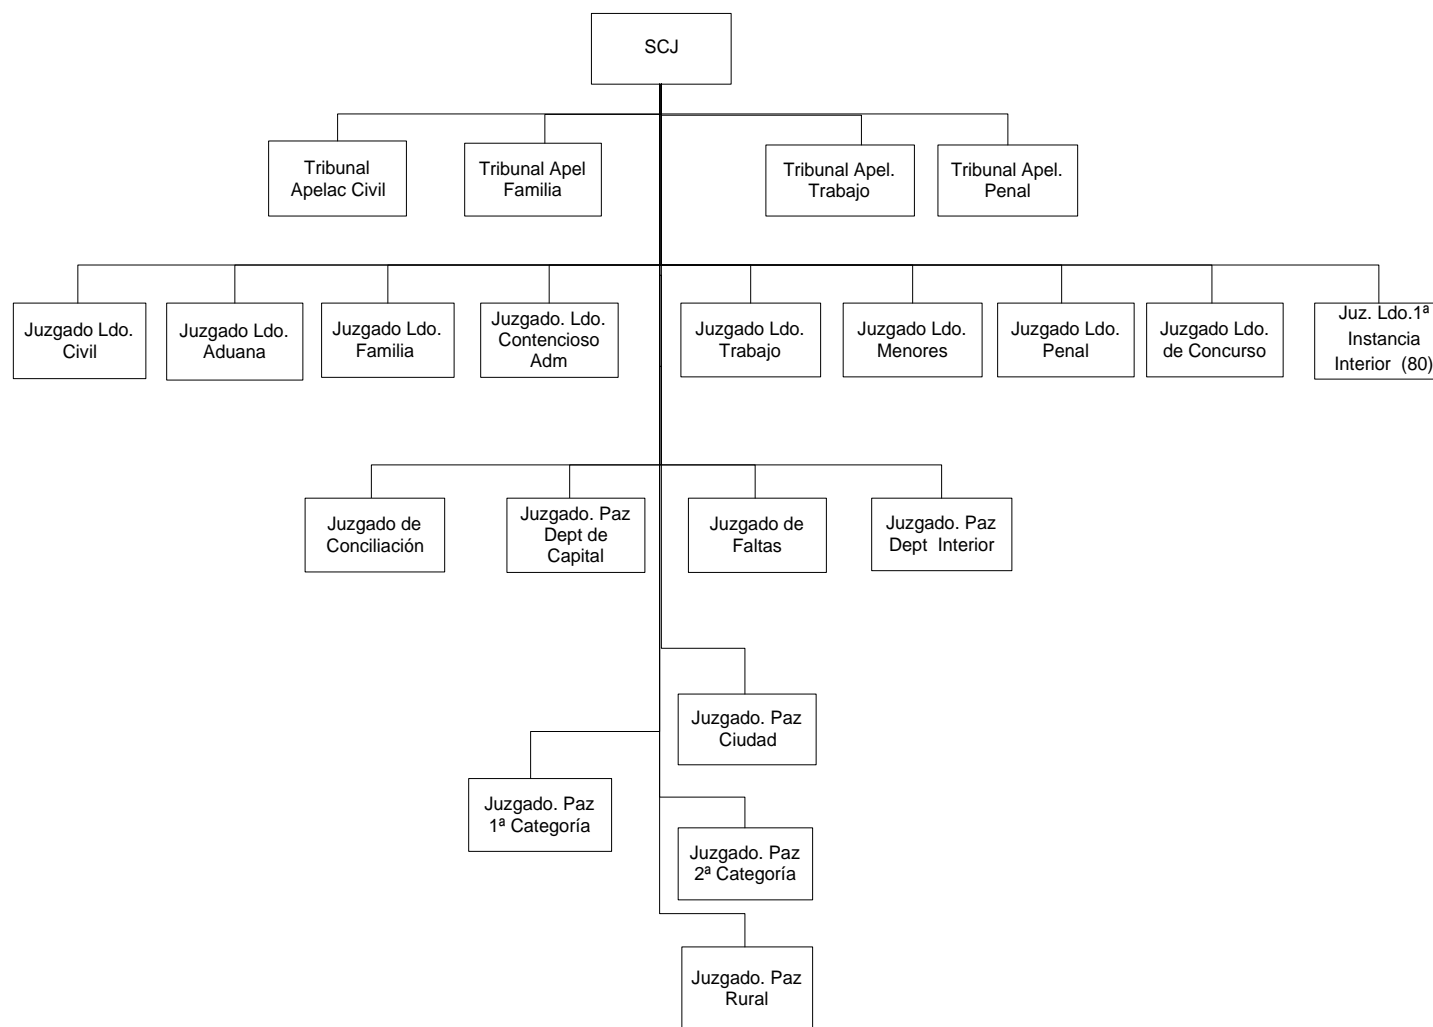 SCJ
Tribunal
Apelac Civil
Tribunal Apel
Familia
Tribunal Apel.
Trabajo
Tribunal Apel.
Penal
Juzgado Ldo.
Civil
Juzgado Ldo.
Aduana
Juzgado Ldo.
Familia
Juzgado. Ldo.
Contencioso
Adm
Juzgado Ldo.
Trabajo
Juzgado Ldo.
Menores
Juzgado Ldo.
Penal
Juzgado Ldo.
de Concurso
Juz. Ldo.1ª
Instancia
Interior (80)
Juzgado de
Conciliación
Juzgado. Paz
Dept de
Capital
Juzgado de
Faltas
Juzgado. Paz
Dept Interior
Juzgado. Paz
Ciudad
Juzgado. Paz
1ª Categoría
Juzgado. Paz
2ª Categoría
Juzgado. Paz
Rural